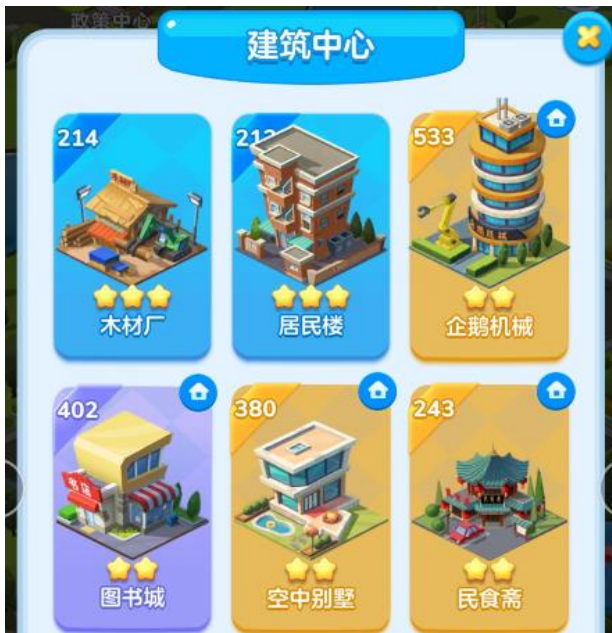 政策中心
建筑中心
214
213
533
木材厂
居民楼
企鹅机械
402
380
243
书店
图书城
空中别墅
民食斋